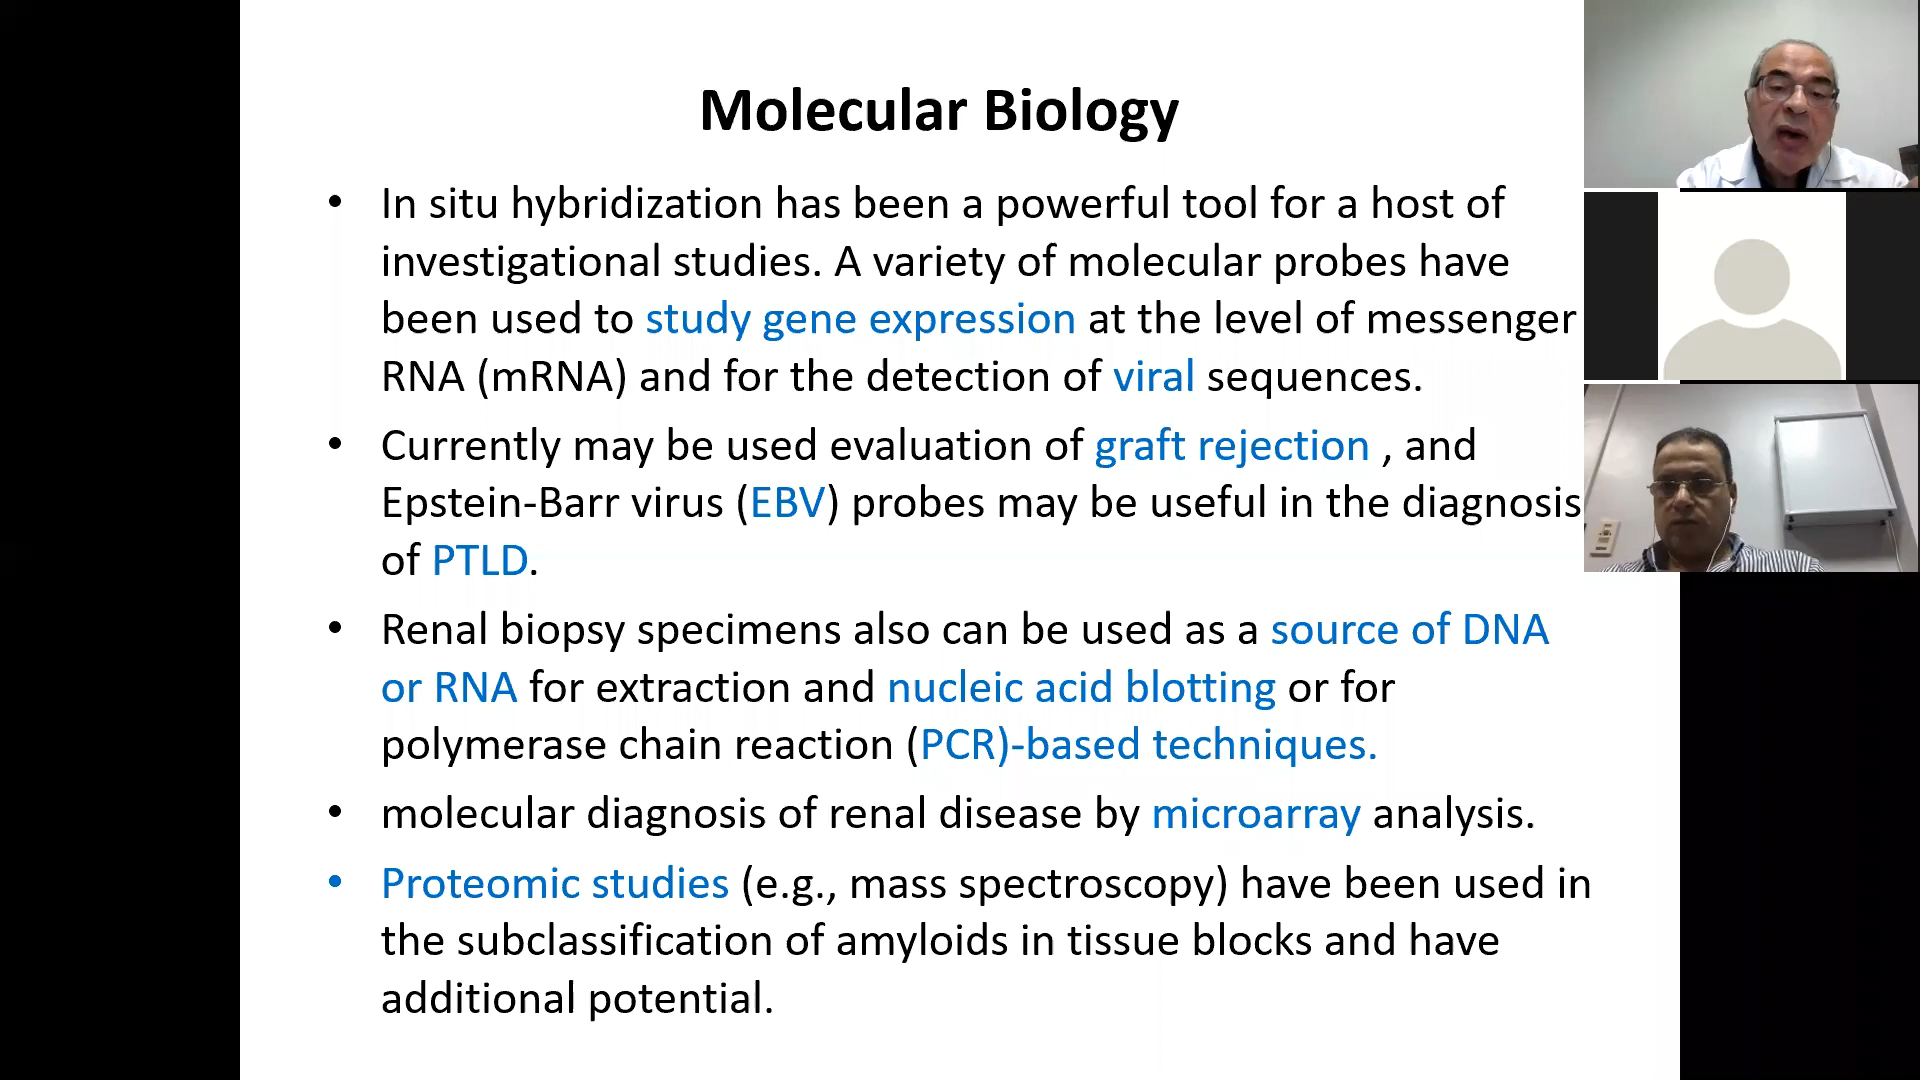 Molecular Biology
• In situ hybridization has been a powerful tool for a host of
investigational studies. A variety of molecular probes have
been used to study gene expression at the level of messenger
RNA (mRNA) and for the detection of viral sequences.
• Currently may be used evaluation of graft rejection , and
Epstein-Barr virus (EBV) probes may be useful in the diagnosis
of PTLD.
• Renal biopsy specimens also can be used as a source of DNA
or RNA for extraction and nucleic acid blotting or for
polymerase chain reaction (PCR)-based techniques.
• molecular diagnosis of renal disease by microarray analysis.
• Proteomic studies (e.g., mass spectroscopy) have been used in
the subclassification of amyloids in tissue blocks and have
additional potential.